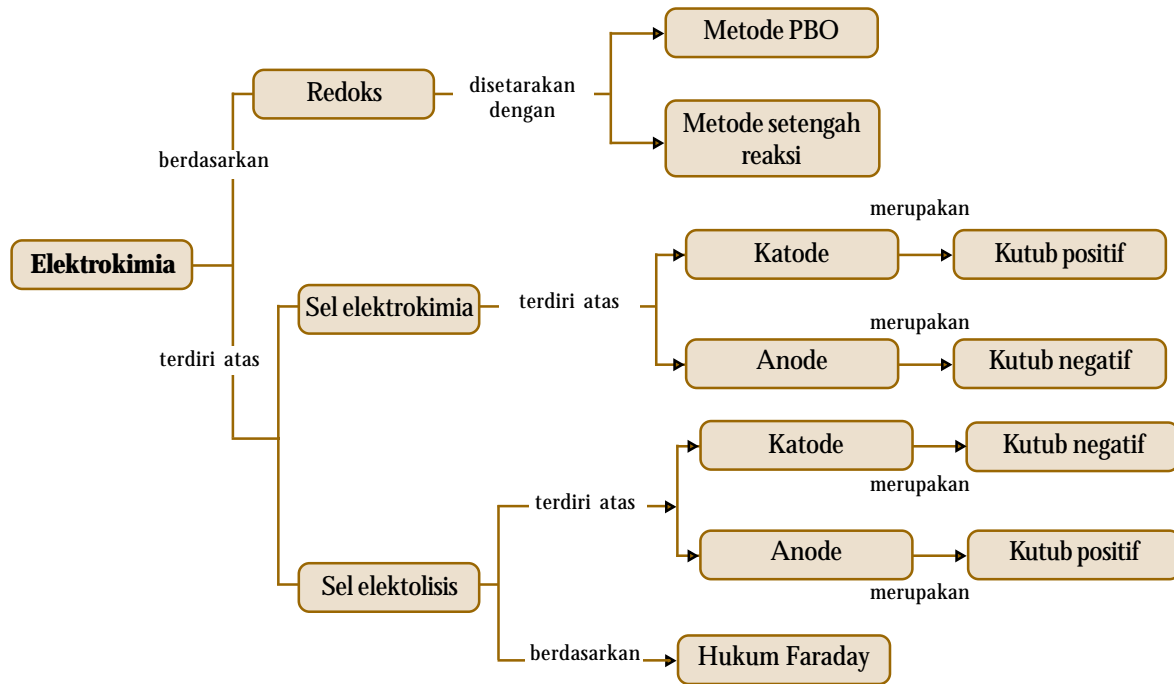 Metode PBO
Redoks
disetarakan
dengan
Metode setengah
reaksi
berdasarkan
merupakan
Elektrokimia
Katode
Kutub positif
Sel elektrokimia
terdiri atas
merupakan
terdiri atas
Anode
Kutub negatif
Katode
Kutub negatif
merupakan
terdiri atas
Anode
Kutub positif
Sel elektolisis
merupakan
berdasarkan
Hukum Faraday